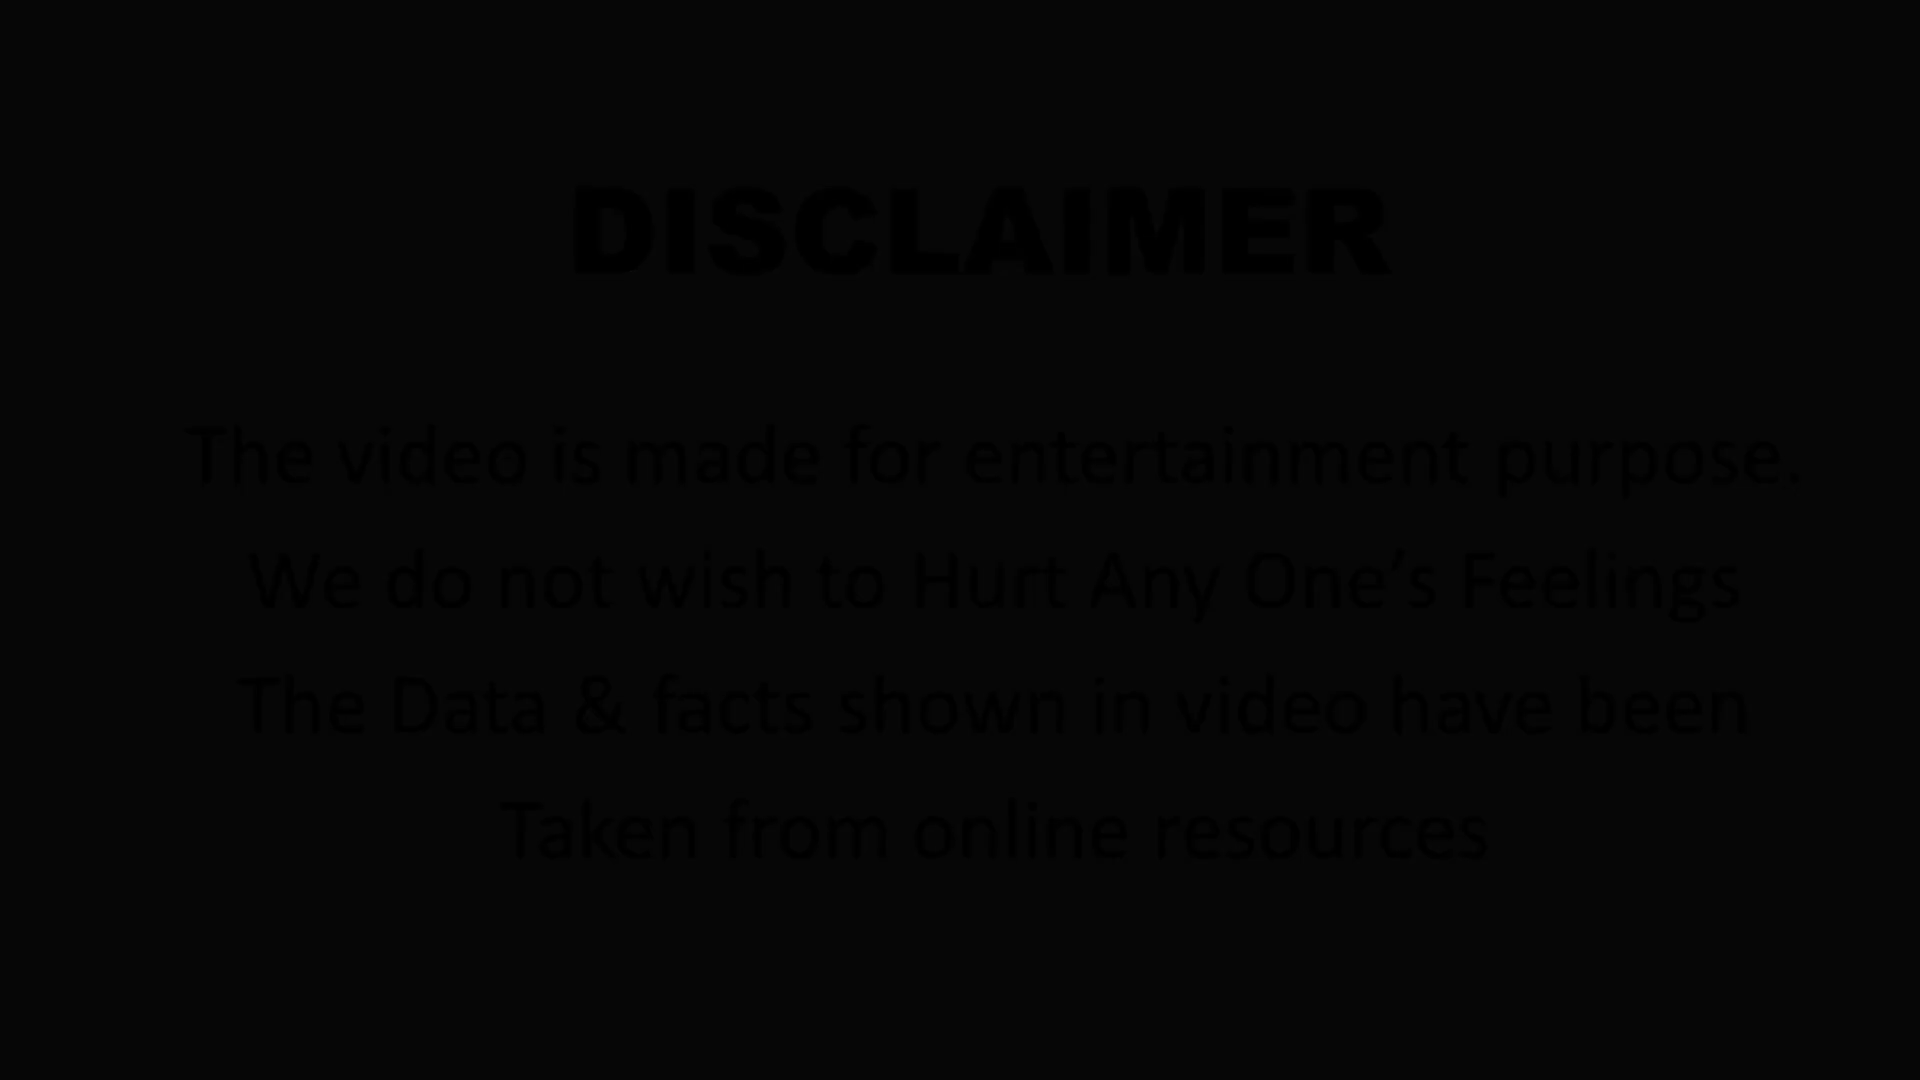 DISCLAIMER
The video is made for entertainment purpose.
We do not wish to Hurt Any One’s Feelings
The Data & facts shown in video have been
Taken from online resources